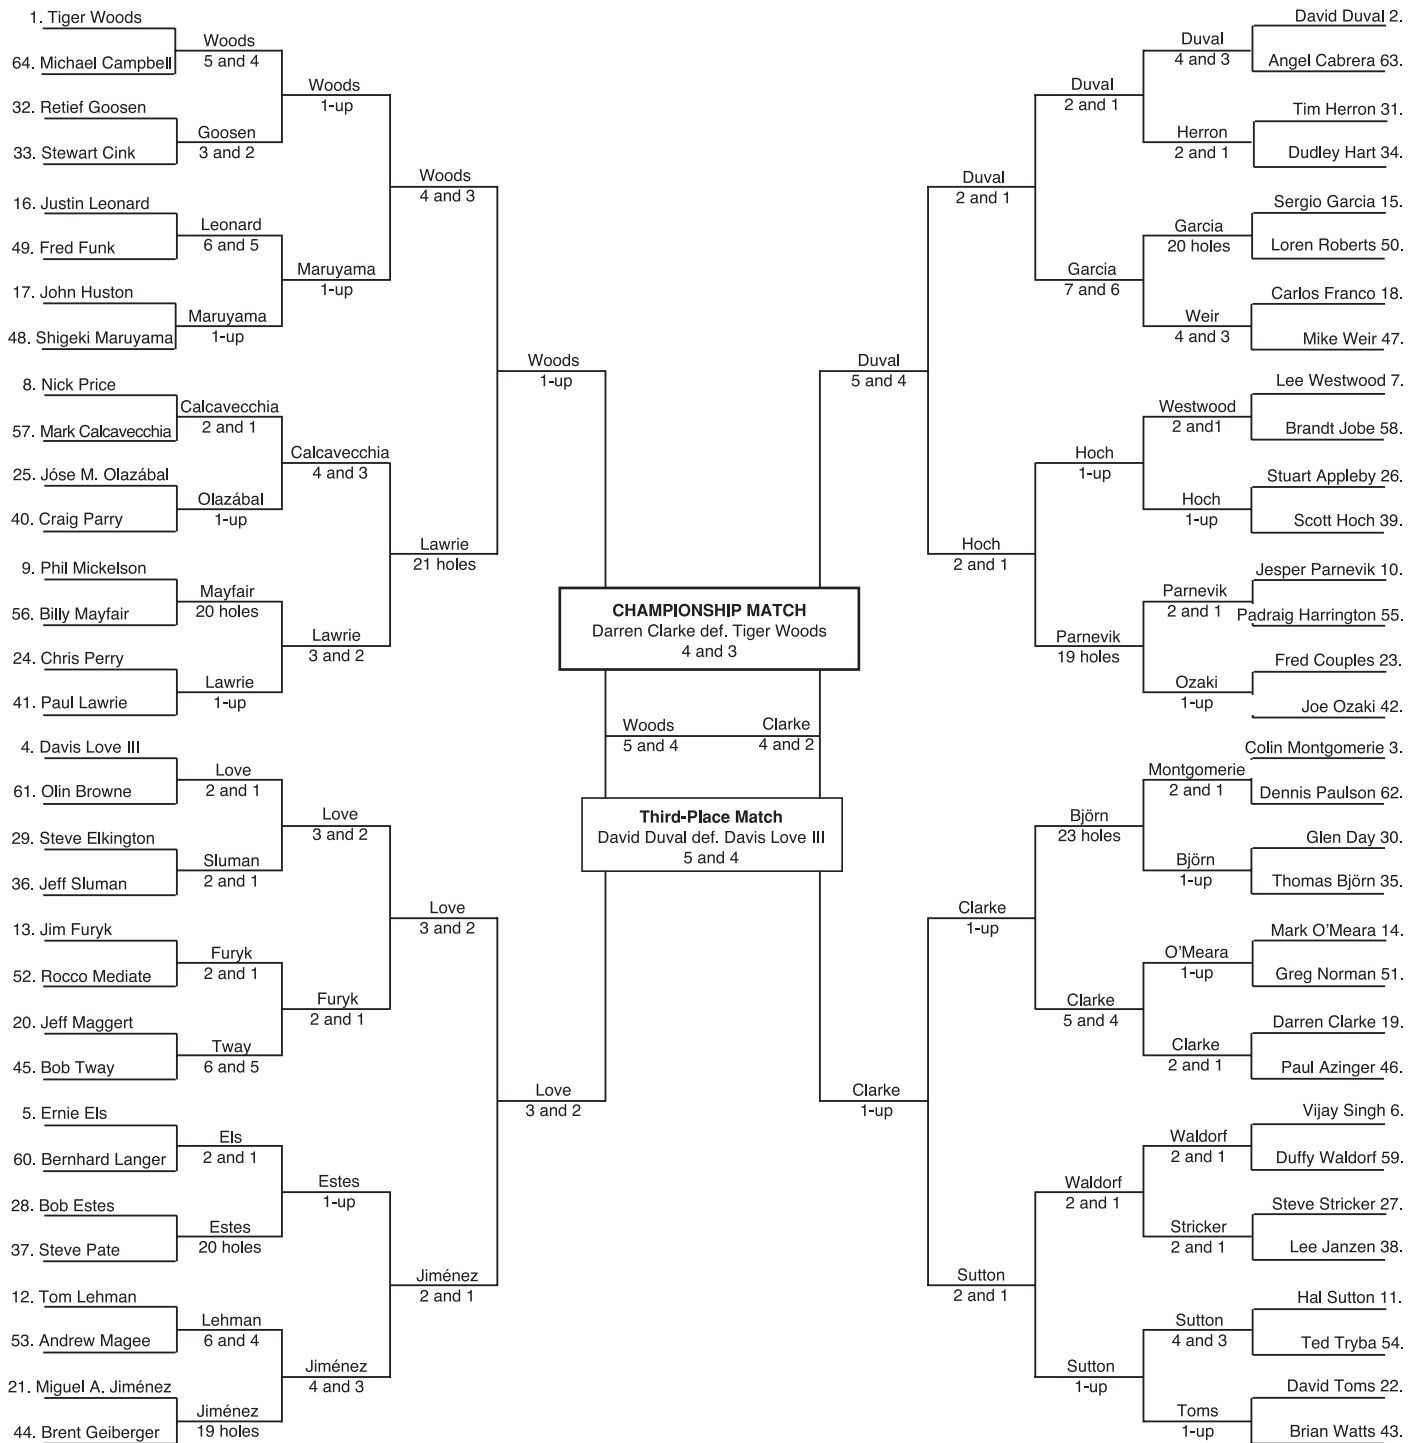 1. Tiger Woods
64. Michael Campbell
32. Retief Goosen
33. Stewart Cink
16. Justin Leonard
49. Fred Funk
17. John Huston
48. Shigeki Maruyama
8. Nick Price
57. Mark Calcavecchia
25. Jóse M. Olazábal
40. Craig Parry
9. Phil Mickelson
56. Billy Mayfair
24. Chris Perry
41. Paul Lawrie
4. Davis Love III
61. Olin Browne
29. Steve Elkington
36. Jeff Sluman
13. Jim Furyk
52. Rocco Mediate
20. Jeff Maggert
45. Bob Tway
5. Ernie Els
60. Bernhard Langer
28. Bob Estes
37. Steve Pate
12. Tom Lehman
53. Andrew Magee
21. Miguel A. Jiménez
44. Brent Geiberger
Woods
5 and 4
Goosen
3 and 2
Leonard
6 and 5
Maruyama
1-up
Calcavecchia
2 and 1
Olazábal
1-up
Mayfair
20 holes
Lawrie
1-up
Love
2 and 1
Sluman
2 and 1
Furyk
2 and 1
Tway
6 and 5
Els
2 and 1
Estes
20 holes
Lehman
6 and 4
Jiménez
19 holes
Woods
1-up
Maruyama
1-up
Calcavecchia
4 and 3
Lawrie
3 and 2
Love
3 and 2
Furyk
2 and 1
Estes
1-up
Jiménez
4 and 3
Woods
4 and 3
Lawrie
21 holes
Love
3 and 2
Jiménez
2 and 1
Woods
1-up
Love
3 and 2
CHAMPIONSHIP MATCH
Darren Clarke def. Tiger Woods
4 and 3
Woods
5 and 4
Clarke
4 and 2
Third-Place Match
David Duval def. Davis Love III
5 and 4
Duval
5 and 4
Clarke
1-up
Duval
2 and 1
Hoch
2 and 1
Clarke
1-up
Sutton
2 and 1
Duval
2 and 1
Garcia
7 and 6
Hoch
1-up
Parnevik
19 holes
Björn
23 holes
Clarke
5 and 4
Waldorf
2 and 1
Sutton
1-up
Duval
4 and 3
Herron
2 and 1
Garcia
20 holes
Weir
4 and 3
Westwood
2 and1
Hoch
1-up
Parnevik
2 and 1
Ozaki
1-up
Montgomerie
2 and 1
Björn
1-up
O'Meara
1-up
Clarke
2 and 1
Waldorf
2 and 1
Stricker
2 and 1
Sutton
4 and 3
Toms
1-up
David Duval 2.
Angel Cabrera 63.
Tim Herron 31.
Dudley Hart 34.
Sergio Garcia 15.
Loren Roberts 50.
Carlos Franco 18.
Mike Weir 47.
Lee Westwood 7.
Brandt Jobe 58.
Stuart Appleby 26.
Scott Hoch 39.
Jesper Parnevik 10.
Padraig Harrington 55.
Fred Couples 23.
Joe Ozaki 42.
Colin Montgomerie 3.
Dennis Paulson 62.
Glen Day 30.
Thomas Björn 35.
Mark O'Meara 14.
Greg Norman 51.
Darren Clarke 19.
Paul Azinger 46.
Vijay Singh 6.
Duffy Waldorf 59.
Steve Stricker 27.
Lee Janzen 38.
Hal Sutton 11.
Ted Tryba 54.
David Toms 22.
Brian Watts 43.